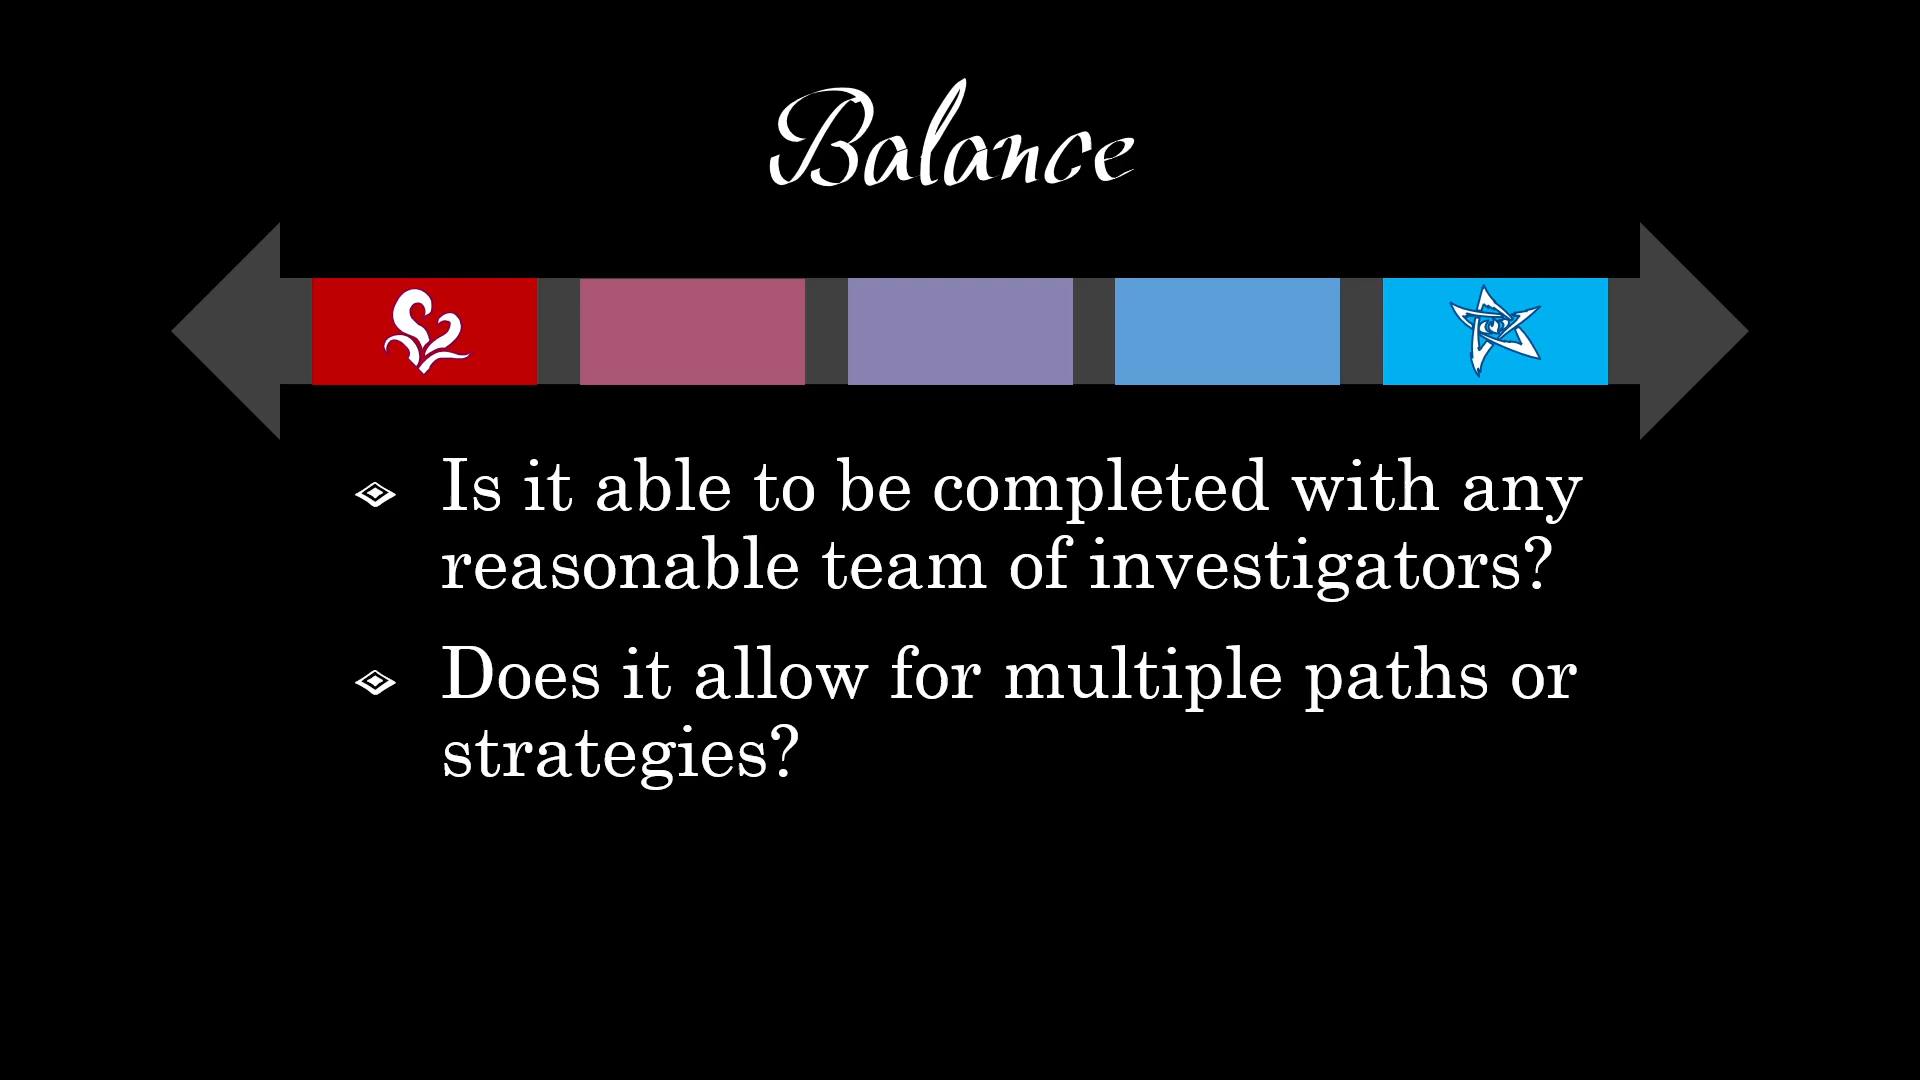 Balance
Is it able to be completed with any
reasonable team of investigators?
Does it allow for multiple paths or
strategies?